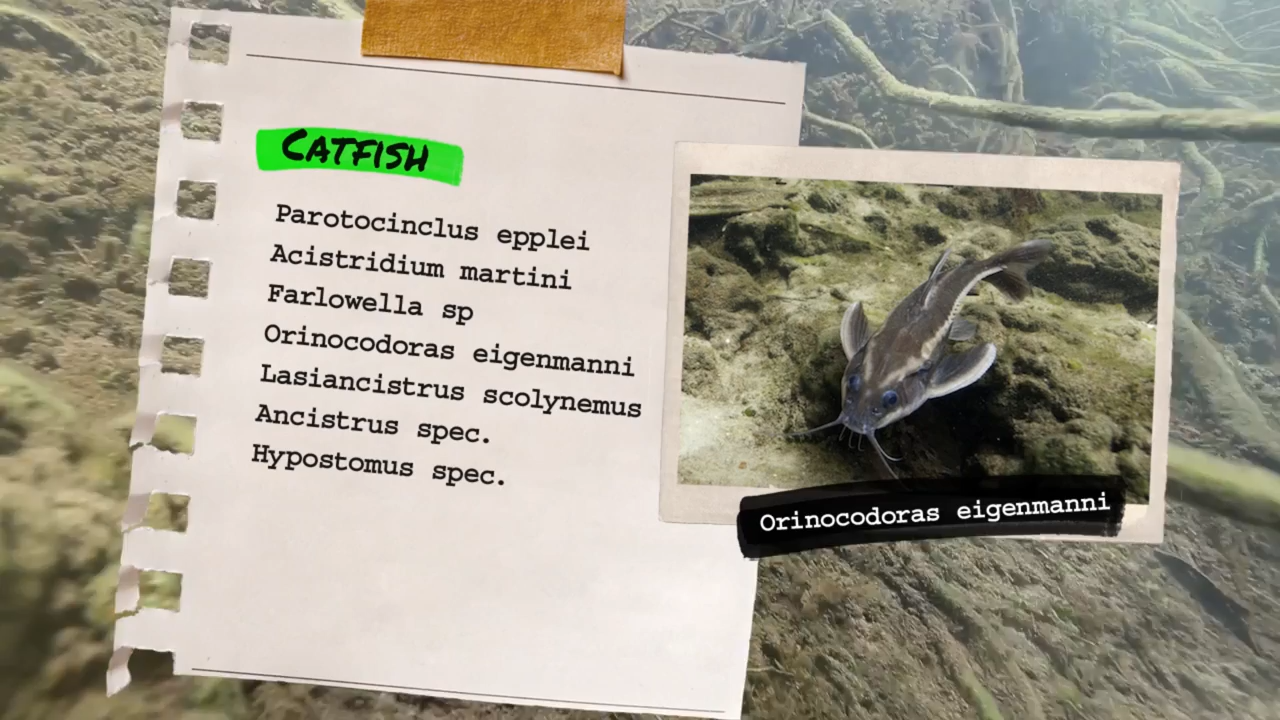 CATFISH
Parotocinclus epplei
Acistridium martini
Farlowella sp
Orinocodoras eigenmanni
Lasiancistrus scolynemus
Ancistrus spec.
Hypostomus spec.
Orinocodoras eigenmanni